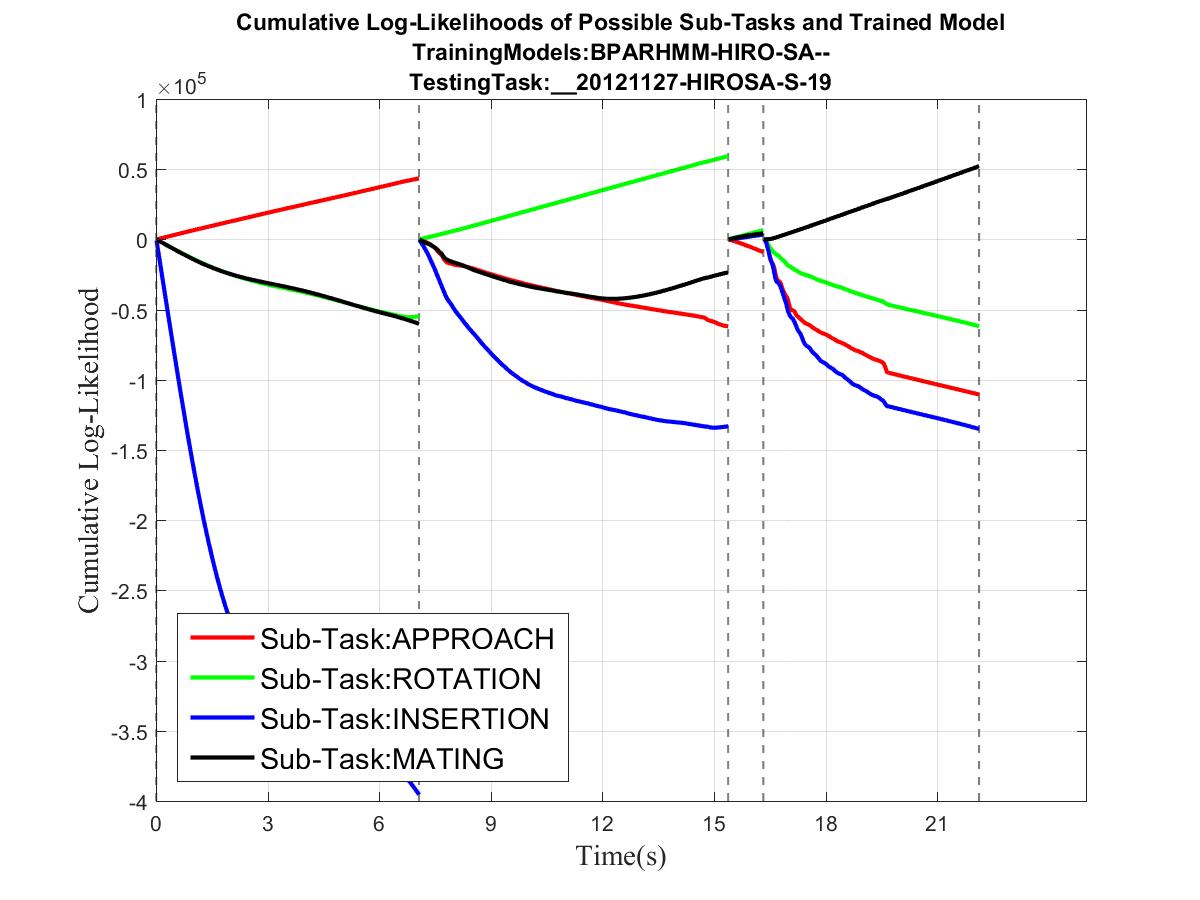 Cumulative Log-Likelihoods of Possible Sub-Tasks and Trained Model
TrainingModels:BPARHMM-HIRO-SA--
TestingTask:__20121127-HIROSA-S-19
×10^5
1
0.5
0
-0.5
-1
-1.5
-2
-2.5
-3
-3.5
-4
Cumulative Log-Likelihood
Sub-Task:APPROACH
Sub-Task:ROTATION
Sub-Task:INSERTION
Sub-Task:MATING
0 3 6 9 12 15 18 21
Time(s)